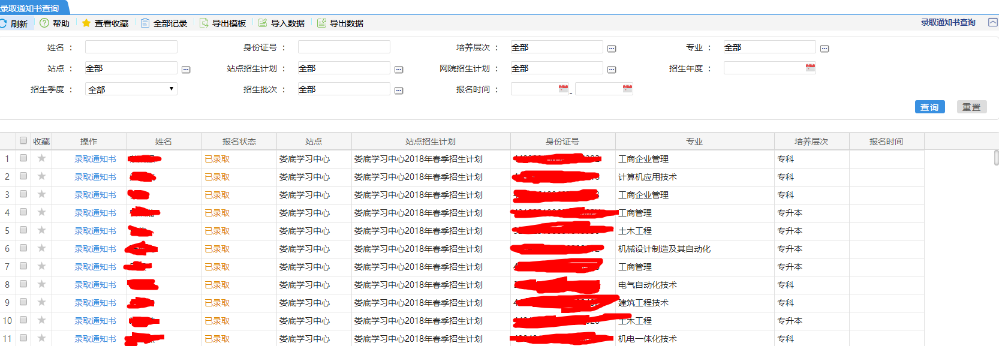 录取通知书查询
刷新 帮助 查看收藏 全部记录 导出模板 导入数据 导出数据 录取通知书查询
姓名 : 身份证号 : 培养层次 : 全部 专业 : 全部
站点 : 全部 站点招生计划 : 全部 网院招生计划 : 全部 招生年度 :
招生季度 : 全部 招生批次 : 全部 报名时间 : -
查询 重置
收藏 操作 姓名 报名状态 站点 站点招生计划 身份证号 专业 培养层次 报名时间
1 录取通知书 已录取 娄底学习中心 娄底学习中心2018年春季招生计划 工商企业管理 专科
2 录取通知书 已录取 娄底学习中心 娄底学习中心2018年春季招生计划 计算机应用技术 专科
3 录取通知书 已录取 娄底学习中心 娄底学习中心2018年春季招生计划 工商企业管理 专科
4 录取通知书 已录取 娄底学习中心 娄底学习中心2018年春季招生计划 工商管理 专升本
5 录取通知书 已录取 娄底学习中心 娄底学习中心2018年春季招生计划 土木工程 专升本
6 录取通知书 已录取 娄底学习中心 娄底学习中心2018年春季招生计划 机械设计制造及其自动化 专升本
7 录取通知书 已录取 娄底学习中心 娄底学习中心2018年春季招生计划 工商管理 专升本
8 录取通知书 已录取 娄底学习中心 娄底学习中心2018年春季招生计划 电气自动化技术 专科
9 录取通知书 已录取 娄底学习中心 娄底学习中心2018年春季招生计划 建筑工程技术 专科
10 录取通知书 已录取 娄底学习中心 娄底学习中心2018年春季招生计划 土木工程 专升本
11 录取通知书 已录取 娄底学习中心 娄底学习中心2018年春季招生计划 机电一体化技术 专科